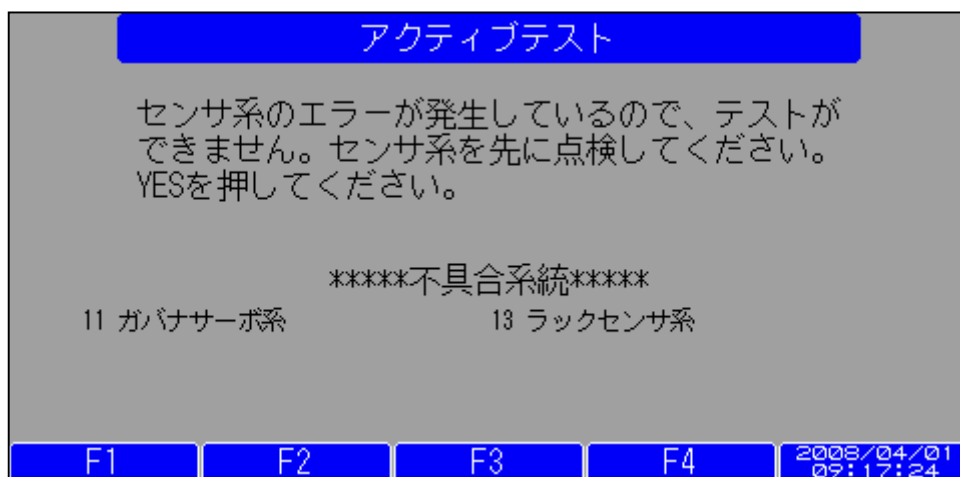 アクティブテスト
センサ系のエラーが発生しているので、テストが
できません。センサ系を先に点検してください。
YESを押してください。
*****不具合系統*****
11 ガバナサーボ系 13 ラックセンサ系
F1 F2 F3 F4 2008/04/01
09:17:24